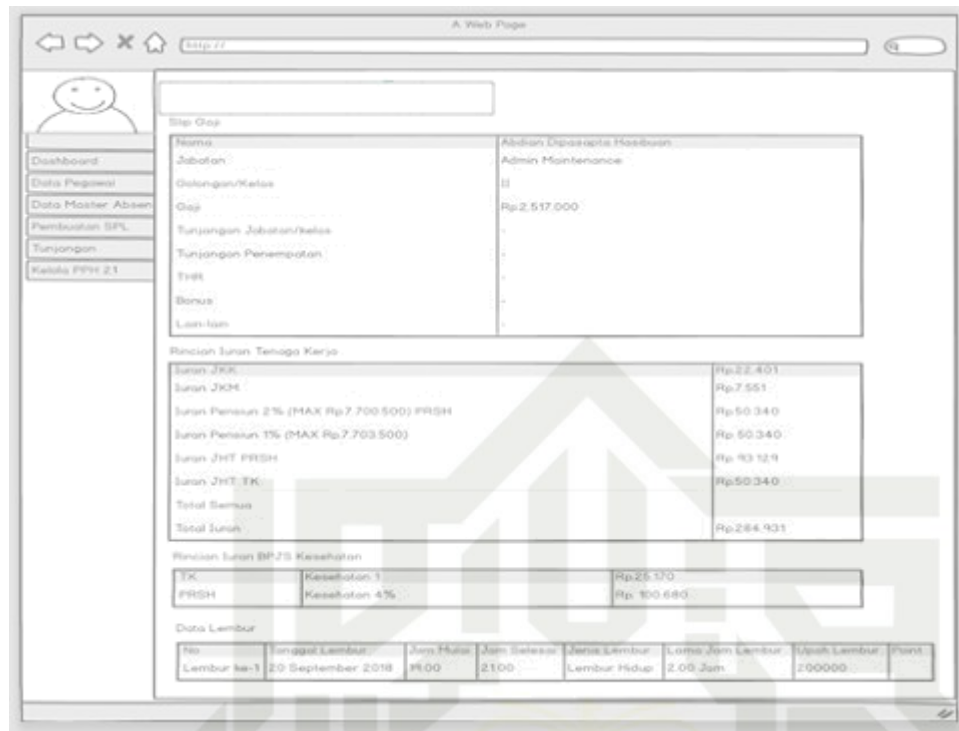 A Web Page
http://
Dashboard
Data Pegawai
Data Master Absen
Pembuatan SPL
Tunjangan
Kelola PPH 21
Slip Gaji
Nama Abdian Hasibuan
Jabatan Admin Maintenance
Golongan/Kelas II
Gaji Rp.2.517.000
Tunjangan Jabatan/kelas -
Tunjangan Penempatan -
THR -
Bonus -
Lain-lain -
Rincian Iuran Tenaga Kerja
Iuran JKK Rp.22.401
Iuran JKM Rp.7.551
Iuran Pensiun 2% (MAX Rp.7.700.500) PRSH Rp.50.340
Iuran Pensiun 1% (MAX Rp.7.703.500) Rp. 50.340
Iuran JHT PRSH Rp. 93.129
Iuran JHT TK Rp.50.340
Total Semua
Total Iuran Rp.284.931
Rincian Iuran BPJS Kesehatan
TK Kesehatan 1 Rp.25.170
PRSH Kesehatan 4% Rp. 100.680
Data Lembur
No Tanggal Lembur Jam Mulai Jam Selesai Jenis Lembur Lama Jam Lembur Upah Lembur Point
Lembur ke-1 20 September 2018 19.00 21.00 Lembur Hidup 2.00 Jam 200000